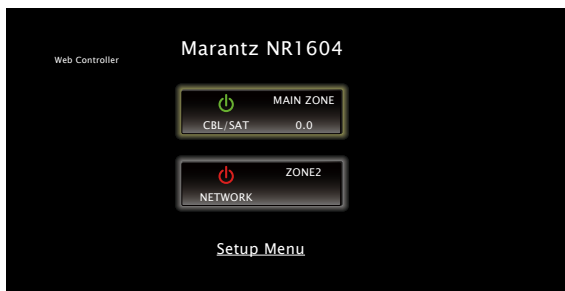 Marantz NR1604
Web Controller
MAIN ZONE
CBL/SAT 0.0
ZONE2
NETWORK
Setup Menu